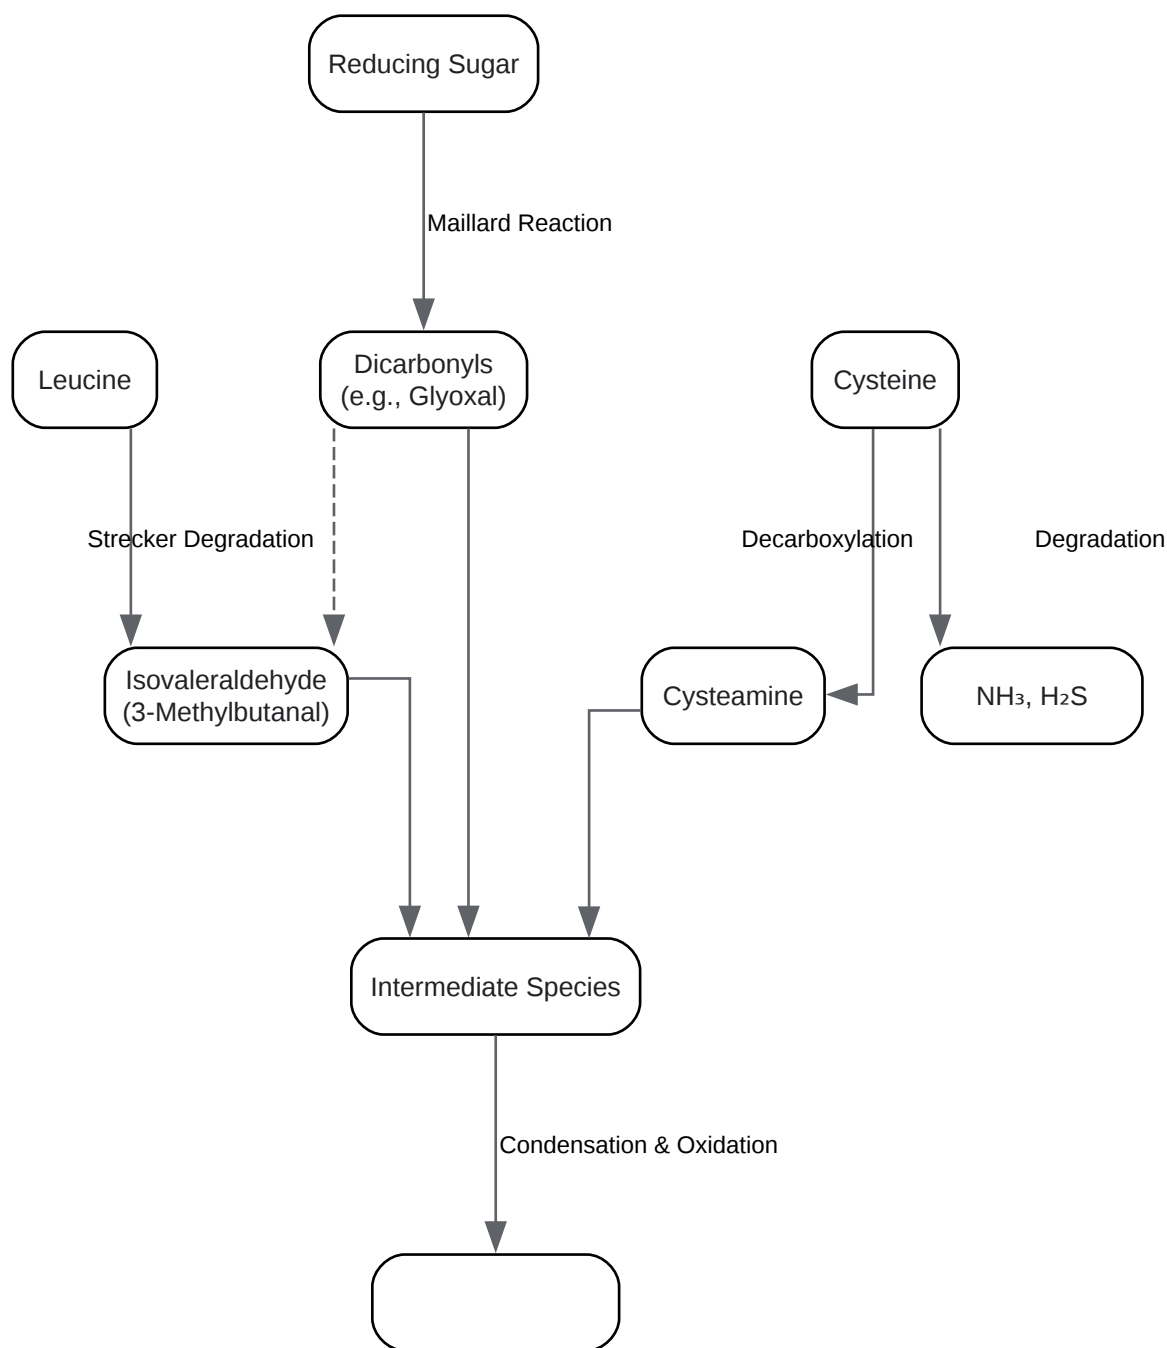 Reducing Sugar
Maillard Reaction
Leucine
Dicarbonyls
(e.g., Glyoxal)
Cysteine
Strecker Degradation
Decarboxylation
Degradation
Isovaleraldehyde
(3-Methylbutanal)
Cysteamine
NH₃, H₂S
Intermediate Species
Condensation & Oxidation